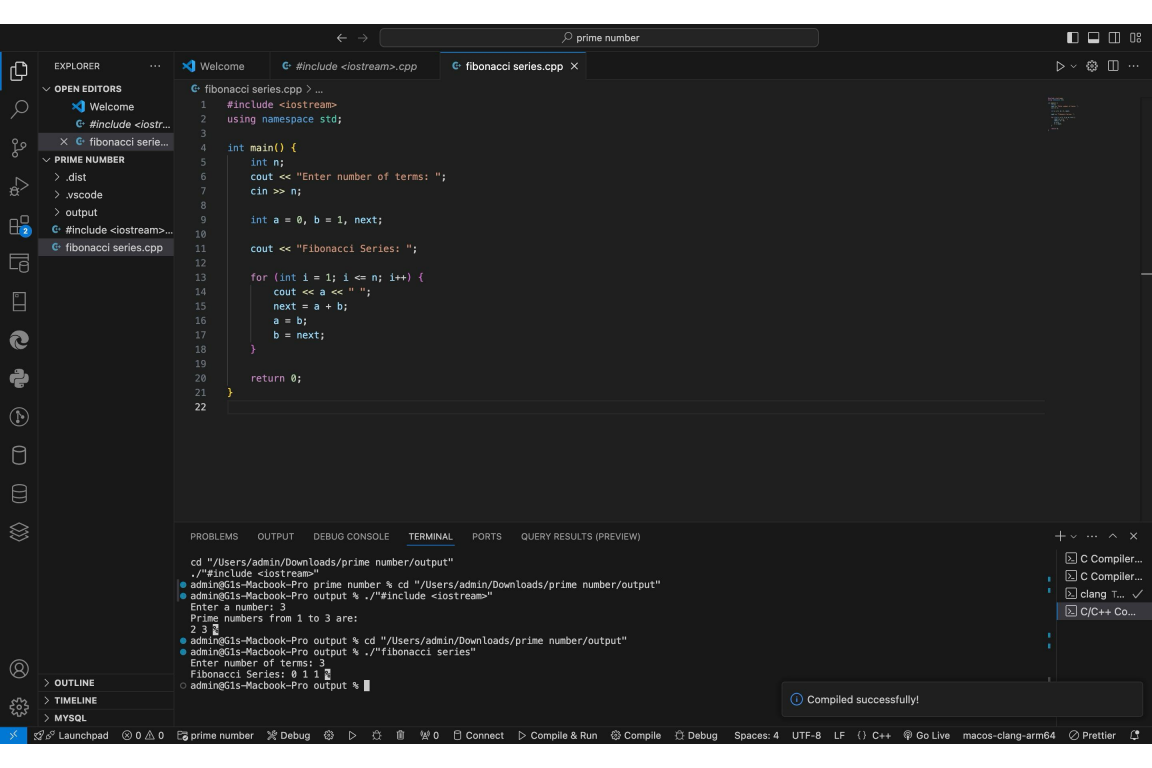 prime number
EXPLORER ...
OPEN EDITORS
Welcome
#include <iostr...
fibonacci serie...
PRIME NUMBER
.dist
.vscode
output
#include <iostream>...
fibonacci series.cpp
OUTLINE
TIMELINE
MYSQL
2
Welcome
#include <iostream>.cpp
fibonacci series.cpp
fibonacci series.cpp > ...
1 #include <iostream>
2 using namespace std;
3
4 int main() {
5 int n;
6 cout << "Enter number of terms: ";
7 cin >> n;
8
9 int a = 0, b = 1, next;
10
11 cout << "Fibonacci Series: ";
12
13 for (int i = 1; i <= n; i++) {
14 cout << a << " ";
15 next = a + b;
16 a = b;
17 b = next;
18 }
19
20 return 0;
21 }
22
PROBLEMS OUTPUT DEBUG CONSOLE TERMINAL PORTS QUERY RESULTS (PREVIEW)
cd "/Users/admin/Downloads/prime number/output"
./"#include <iostream>"
admin@G1s-Macbook-Pro prime number % cd "/Users/admin/Downloads/prime number/output"
admin@G1s-Macbook-Pro output % ./"#include <iostream>"
Enter a number: 3
Prime numbers from 1 to 3 are:
2 3 %
admin@G1s-Macbook-Pro output % cd "/Users/admin/Downloads/prime number/output"
admin@G1s-Macbook-Pro output % ./"fibonacci series"
Enter number of terms: 3
Fibonacci Series: 0 1 1 %
admin@G1s-Macbook-Pro output %
C Compiler...
C Compiler...
clang T...
C/C++ Co...
Compiled successfully!
Launchpad 0 0 prime number Debug 0 Connect Compile & Run Compile Debug Spaces: 4 UTF-8 LF {} C++ Go Live macos-clang-arm64 Prettier